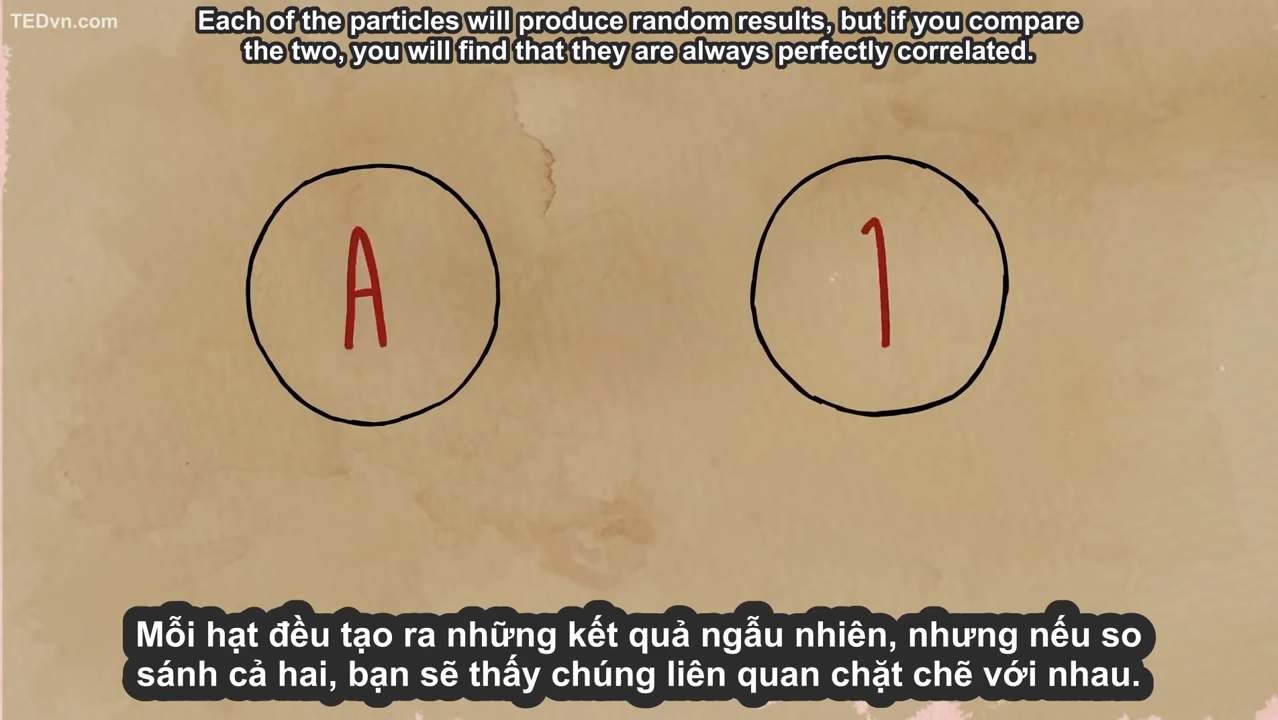 TEDvn.com
Each of the particles will produce random results, but if you compare
the two, you will find that they are always perfectly correlated.
A
1
Mỗi hạt đều tạo ra những kết quả ngẫu nhiên, nhưng nếu so
sánh cả hai, bạn sẽ thấy chúng liên quan chặt chẽ với nhau.